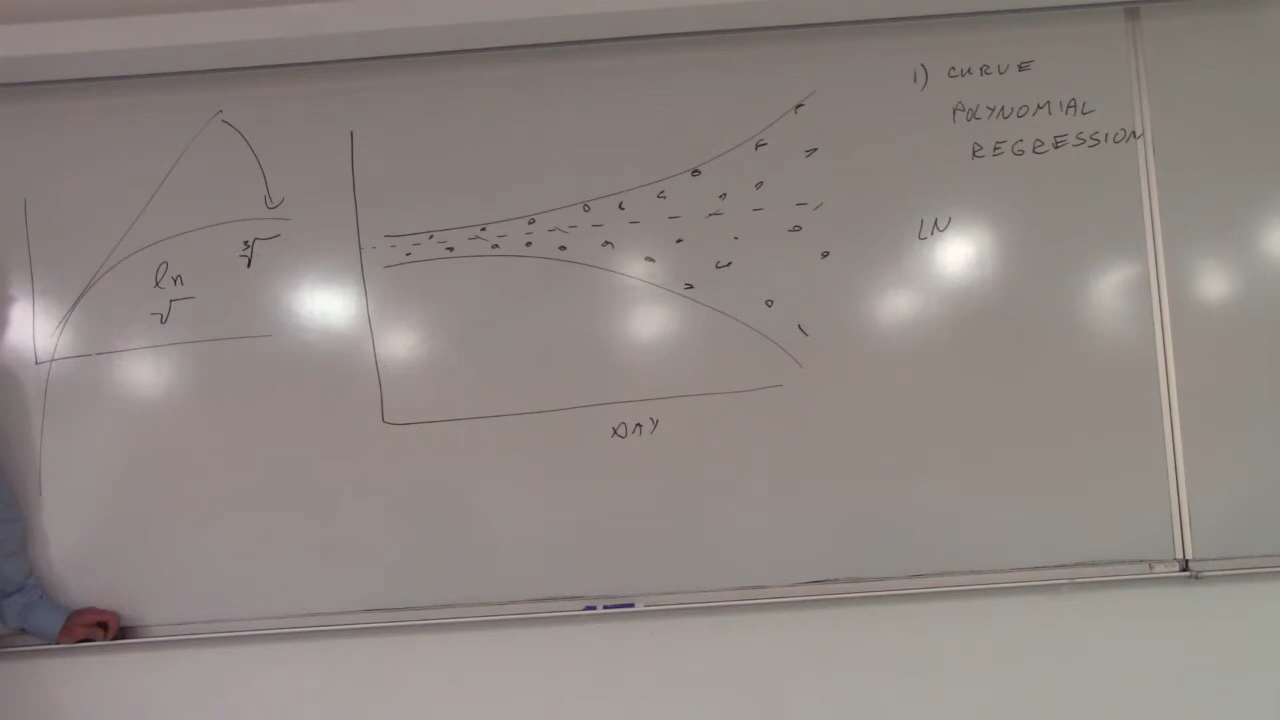 ln
√
∛
DAY
1) CURVE
POLYNOMIAL
REGRESSION
LN